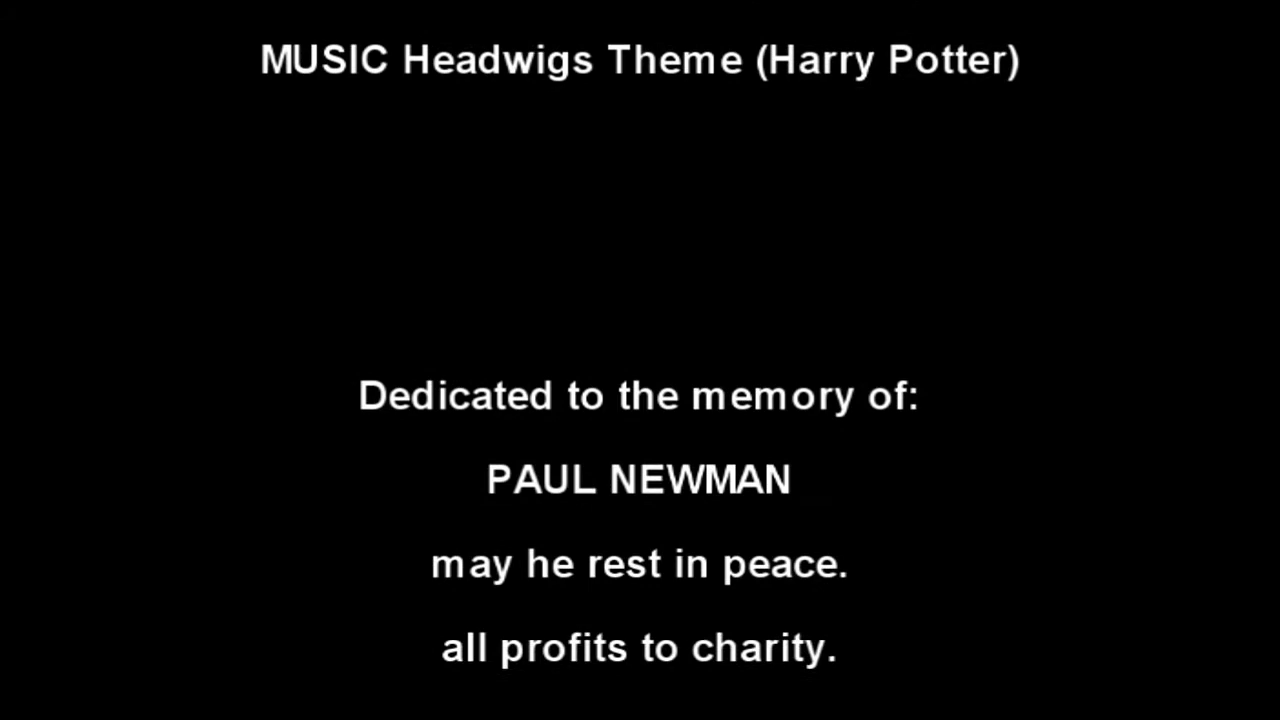 MUSIC Headwigs Theme (Harry Potter)
Dedicated to the memory of:
PAUL NEWMAN
may he rest in peace.
all profits to charity.